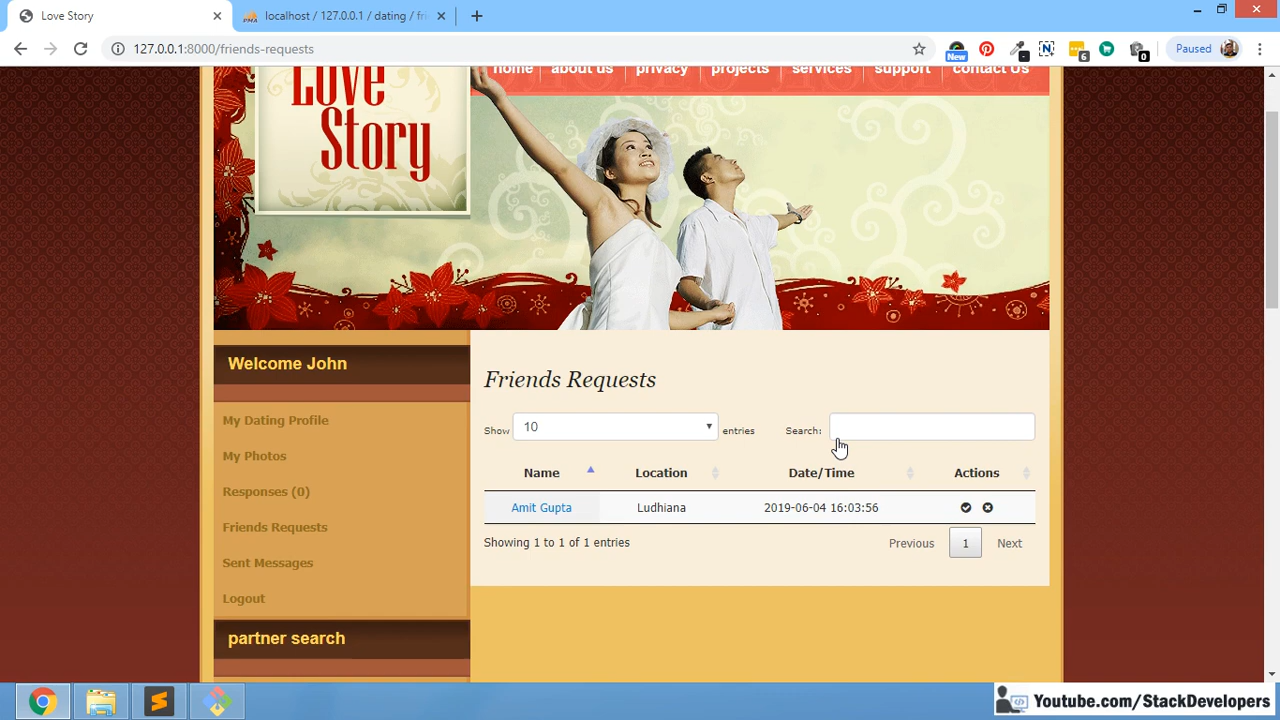 Love Story
localhost / 127.0.0.1 / dating / fri
127.0.0.1:8000/friends-requests
New
6
0
Paused
home
about us
privacy
projects
services
support
contact Us
Love
Story
Welcome John
My Dating Profile
My Photos
Responses (0)
Friends Requests
Sent Messages
Logout
partner search
Friends Requests
Show 10 entries Search:
Name Location Date/Time Actions
Amit Gupta Ludhiana 2019-06-04 16:03:56
Showing 1 to 1 of 1 entries
Previous 1 Next
Youtube.com/StackDevelopers